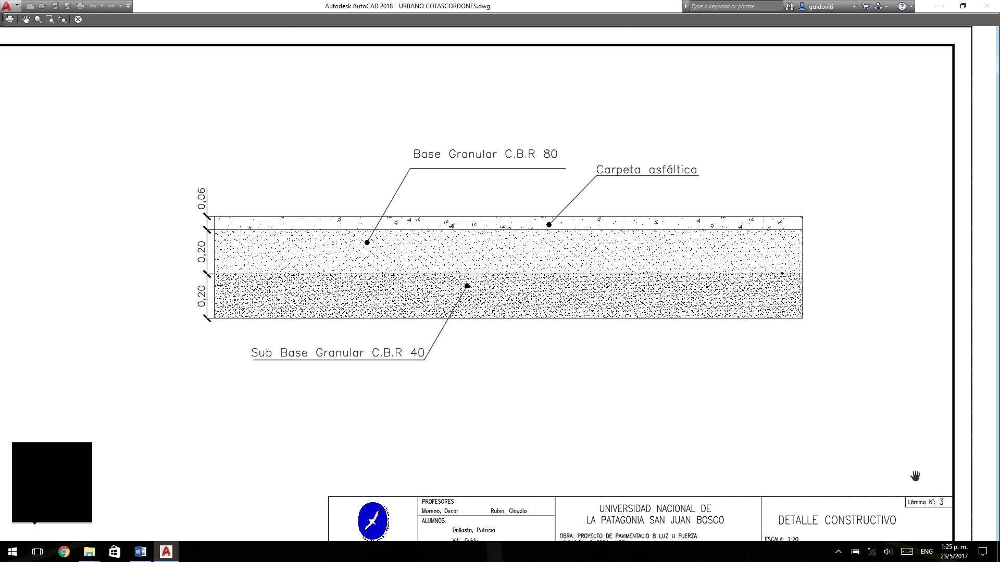 Autodesk AutoCAD 2018 URBANO COTASCORDONES.dwg
Type a keyword or phrase
guidoviti
Base Granular C.B.R 80
Carpeta asfáltica
0,06
0,20
0,20
Sub Base Granular C.B.R 40
PROFESORES:
Moreno, Oscar Rubio, Claudio
ALUMNOS:
Dallasta, Patricio
Viti, Guido
UNIVERSIDAD NACIONAL DE
LA PATAGONIA SAN JUAN BOSCO
OBRA: PROYECTO DE PAVIMENTACIO B LUZ U FUERZA
Lámina N°: 3
DETALLE CONSTRUCTIVO
ESCALA: 1:20
ENG
1:25 p. m.
23/5/2017